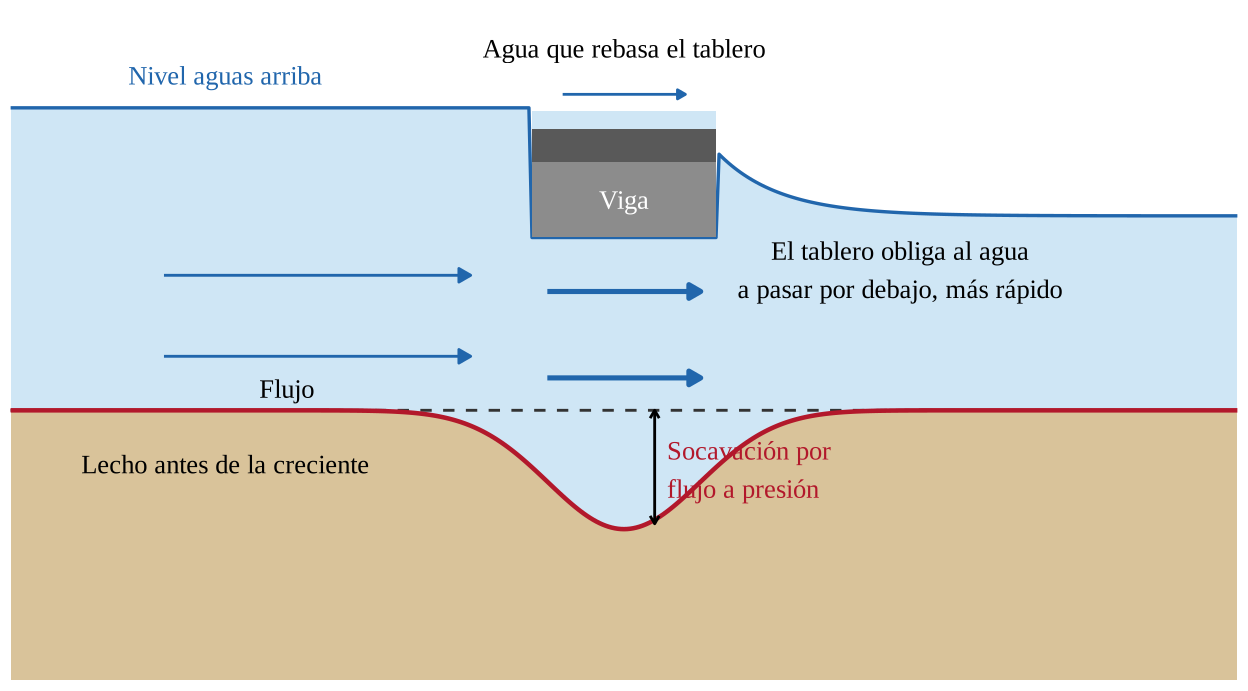 Agua que rebasa el tablero
Nivel aguas arriba
Viga
El tablero obliga al agua
a pasar por debajo, más rápido
Flujo
Lecho antes de la creciente
Socavación por
flujo a presión